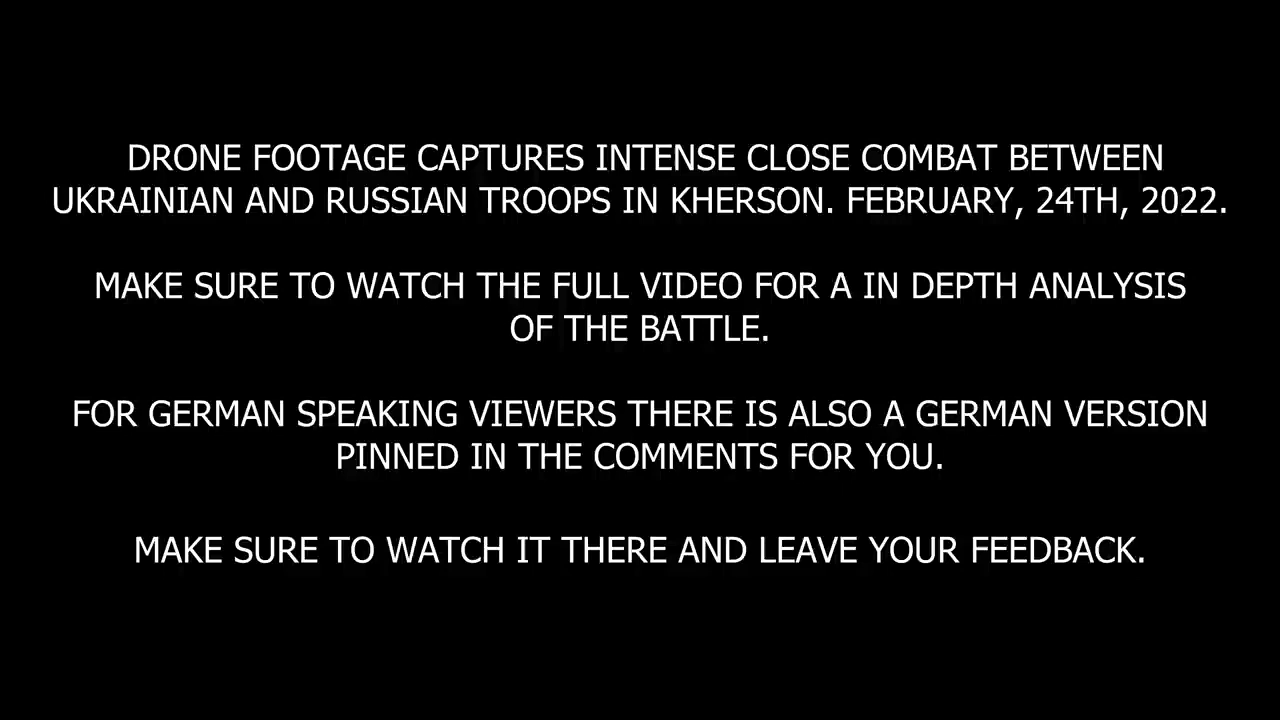 DRONE FOOTAGE CAPTURES INTENSE CLOSE COMBAT BETWEEN
UKRAINIAN AND RUSSIAN TROOPS IN KHERSON. FEBRUARY, 24TH, 2022.
MAKE SURE TO WATCH THE FULL VIDEO FOR A IN DEPTH ANALYSIS
OF THE BATTLE.
FOR GERMAN SPEAKING VIEWERS THERE IS ALSO A GERMAN VERSION
PINNED IN THE COMMENTS FOR YOU.
MAKE SURE TO WATCH IT THERE AND LEAVE YOUR FEEDBACK.